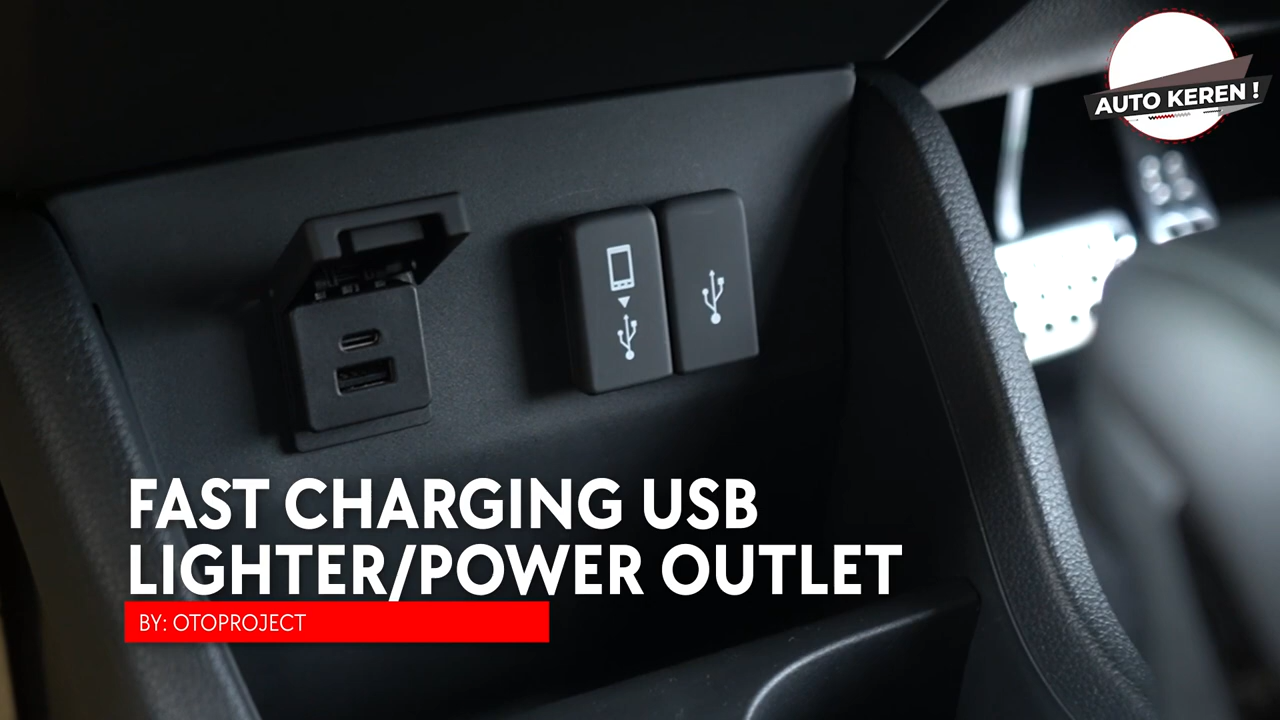 AUTO KEREN !
FAST CHARGING USB
LIGHTER/POWER OUTLET
BY: OTOPROJECT